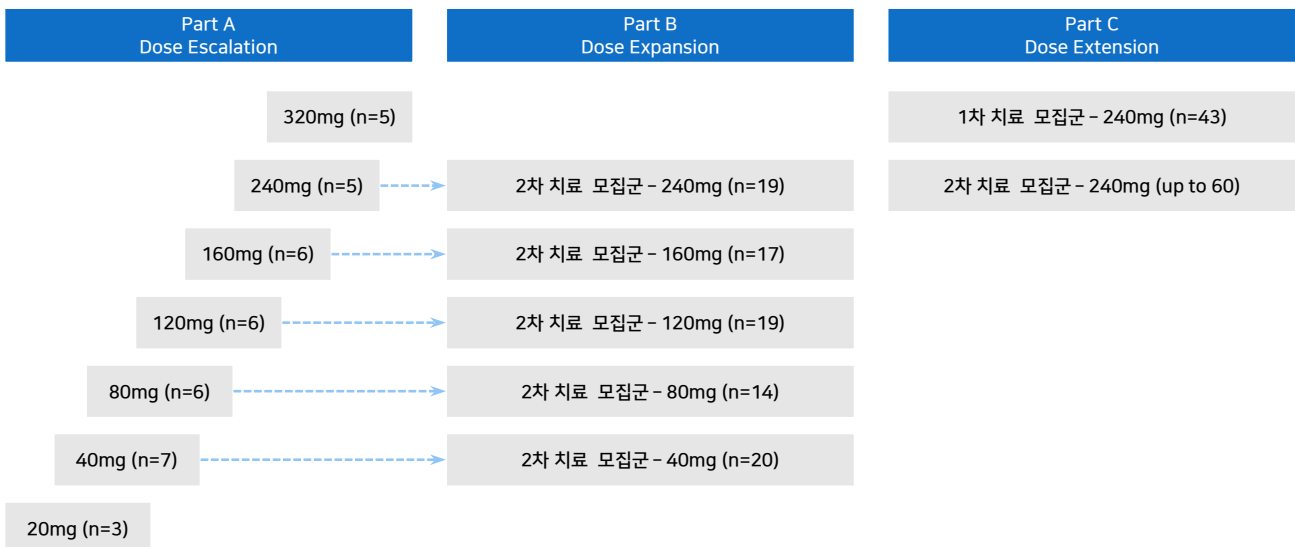 Part A
Dose Escalation
Part B
Dose Expansion
Part C
Dose Extension
320mg (n=5)
1차 치료 모집군 – 240mg (n=43)
240mg (n=5)
2차 치료 모집군 – 240mg (n=19)
2차 치료 모집군 – 240mg (up to 60)
160mg (n=6)
2차 치료 모집군 – 160mg (n=17)
120mg (n=6)
2차 치료 모집군 – 120mg (n=19)
80mg (n=6)
2차 치료 모집군 – 80mg (n=14)
40mg (n=7)
2차 치료 모집군 – 40mg (n=20)
20mg (n=3)